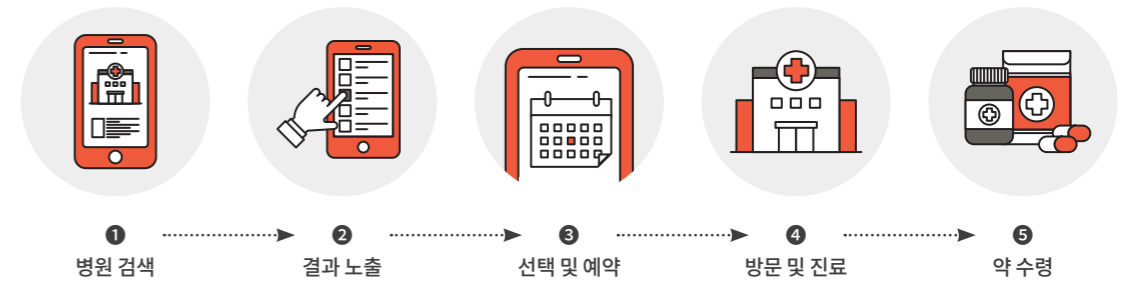 ❶
병원 검색
❷
결과 노출
❸
선택 및 예약
❹
방문 및 진료
❺
약 수령